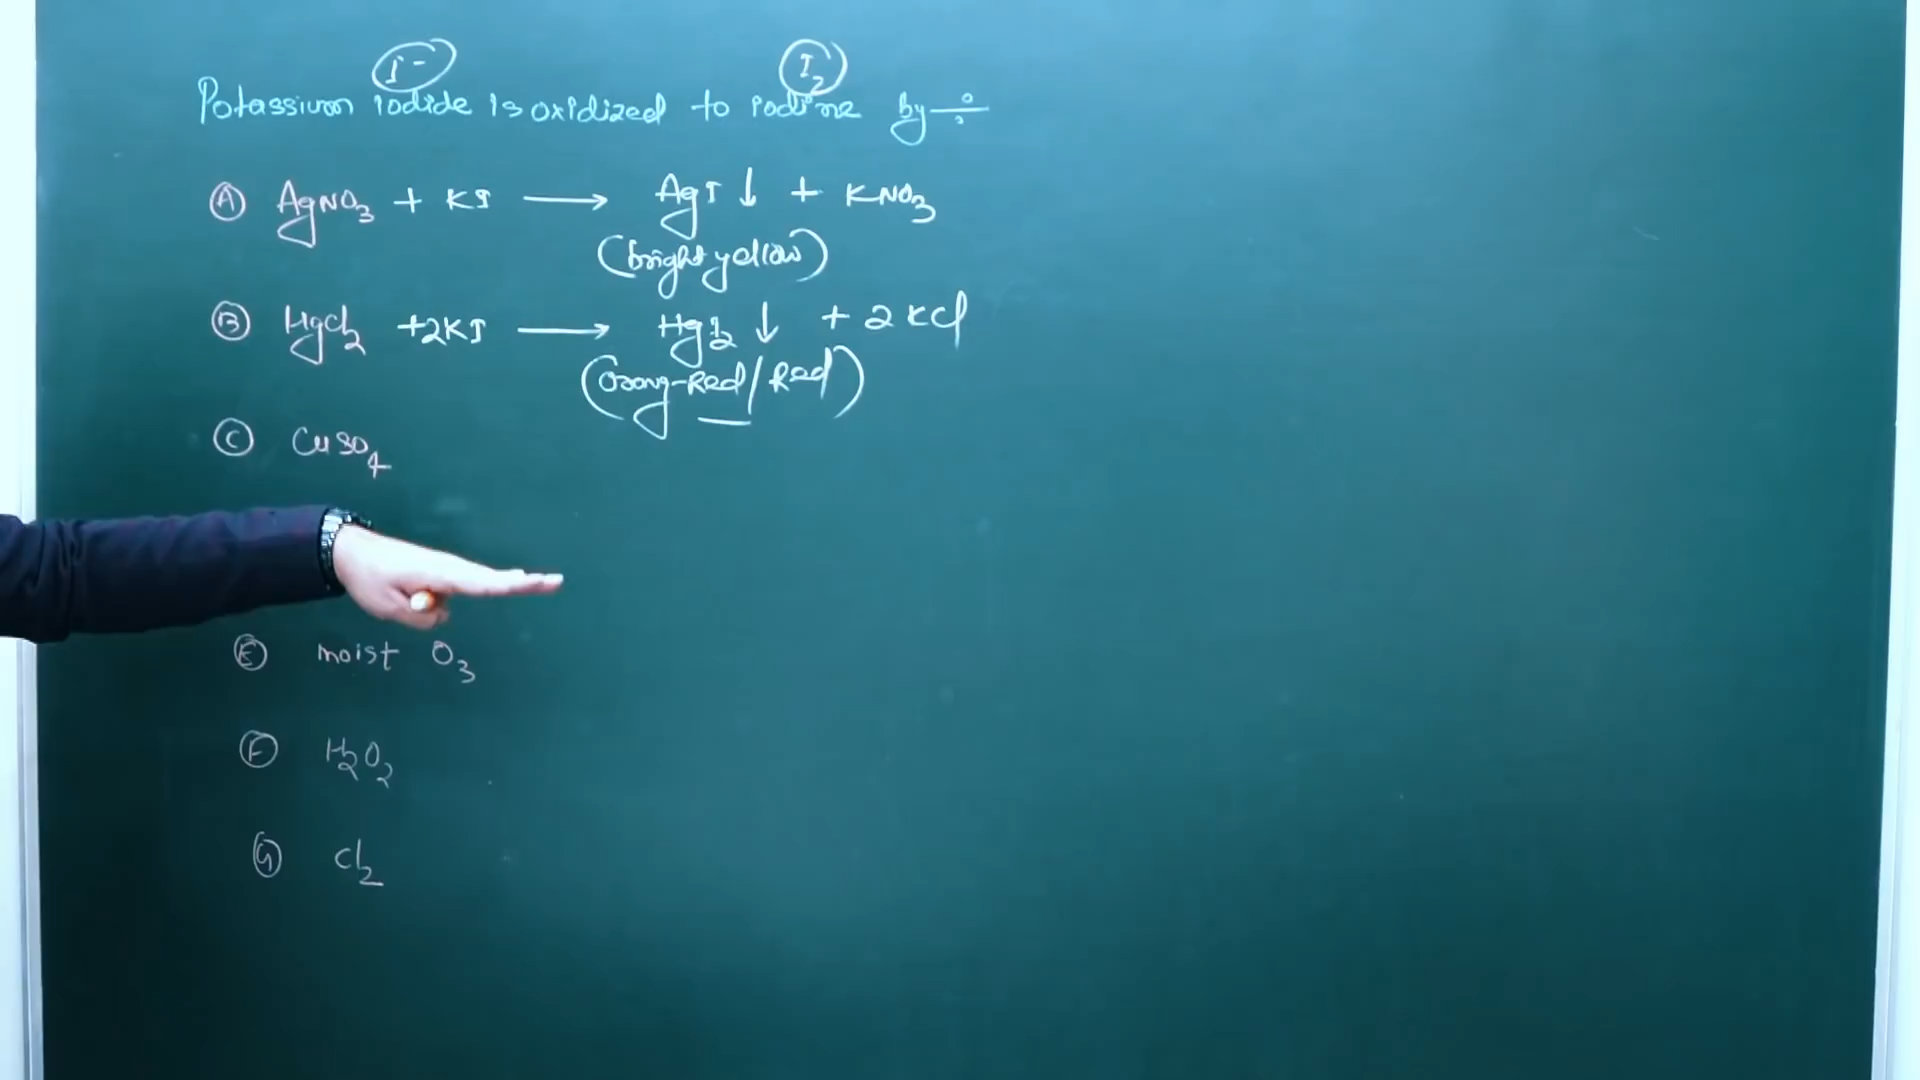 I⁻ I₂
Potassium iodide is oxidized to iodine by
Ⓐ AgNO₃ + KI ⟶ AgI ↓ + KNO₃
(bright yellow)
Ⓑ HgCl₂ +2KI ⟶ HgI₂ ↓ + 2KCl
(Orang-Red/Red)
Ⓒ CuSO₄
Ⓔ moist O₃
Ⓕ H₂O₂
Ⓖ Cl₂